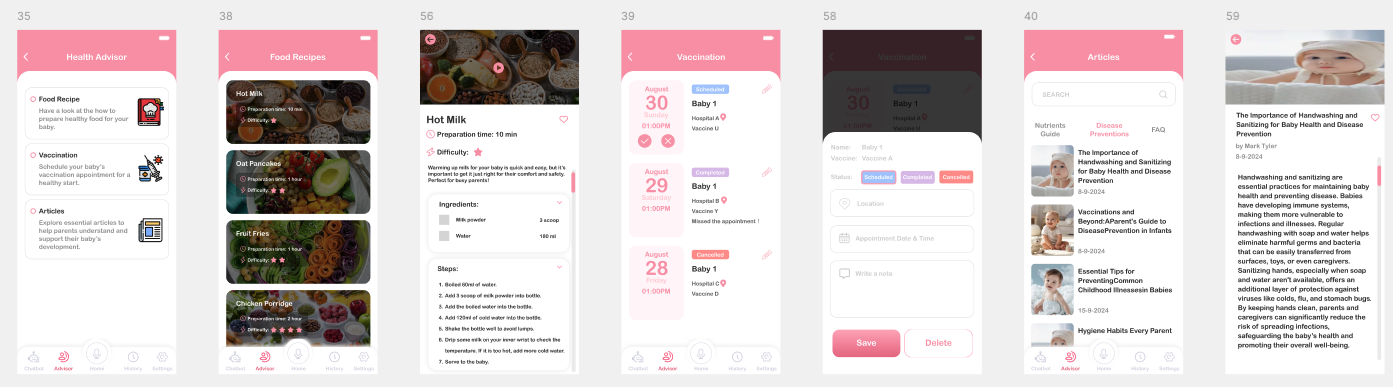 35
Health Advisor
Food Recipe
Have a look at the how to
prepare healthy food for your
baby.
Vaccination
Schedule your baby's
vaccination appointment for a
healthy start.
Articles
Explore essential articles to
help parents understand and
support their baby's
development.
Chatbot
Advisor
Home
History
Settings
38
Food Recipes
Hot Milk
Preparation time: 10 min
Difficulty:
Oat Pancakes
Preparation time: 1 hour
Difficulty:
Fruit Fries
Preparation time: 1 hour
Difficulty:
Chicken Porridge
Preparation time: 2 hour
Difficulty:
Chatbot
Advisor
Home
History
Settings
56
Hot Milk
Preparation time: 10 min
Difficulty:
Warming up milk for your baby is quick and easy, but it's
important to get it just right for their comfort and safety.
Perfect for busy parents!
Ingredients:
Milk powder 3 scoop
Water 180 ml
Steps:
1. Boiled 60ml of water.
2. Add 3 scoop of milk powder into bottle.
3. Add the boiled water into the bottle.
4. Add 120ml of cold water into the bottle.
5. Shake the bottle well to avoid lumps.
6. Drip some milk on your inner wrist to check the
temperature. If it is too hot, add more cold water.
7. Serve to the baby.
39
Vaccination
August
30
Sunday
01:00PM
Scheduled
Baby 1
Hospital A
Vaccine U
August
29
Saturday
01:00PM
Completed
Baby 1
Hospital B
Vaccine Y
Missed the appointment !
August
28
Friday
01:00PM
Cancelled
Baby 1
Hospital C
Vaccine D
Chatbot
Advisor
Home
History
Settings
58
Vaccination
August
30
Sunday
01:00PM
Scheduled
Baby 1
Hospital A
Name: Baby 1
Vaccine: Vaccine A
Status: Scheduled Completed Cancelled
Location
Appointment Date & Time
Write a note
Save
Delete
40
Articles
SEARCH
Nutrients
Guide
Disease
Preventions
FAQ
The Importance of
Handwashing and Sanitizing
for Baby Health and Disease
Prevention
8-9-2024
Vaccinations and
Beyond:AParent's Guide to
DiseasePrevention in Infants
8-9-2024
Essential Tips for
PreventingCommon
Childhood Illnessesin Babies
15-9-2024
Hygiene Habits Every Parent
Chatbot
Advisor
Home
History
Settings
59
The Importance of Handwashing and
Sanitizing for Baby Health and Disease
Prevention
by Mark Tyler
8-9-2024
Handwashing and sanitizing are
essential practices for maintaining baby
health and preventing disease. Babies
have developing immune systems,
making them more vulnerable to
infections and illnesses. Regular
handwashing with soap and water helps
eliminate harmful germs and bacteria
that can be easily transferred from
surfaces, toys, or even caregivers.
Sanitizing hands, especially when soap
and water aren't available, offers an
additional layer of protection against
viruses like colds, flu, and stomach bugs.
By keeping hands clean, parents and
caregivers can significantly reduce the
risk of spreading infections,
safeguarding the baby's health and
promoting their overall well-being.